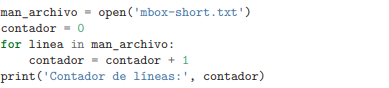 man_archivo = open('mbox-short.txt')
contador = 0
for linea in man_archivo:
    contador = contador + 1
print('Contador de líneas:', contador)